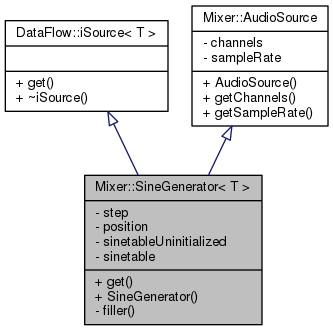 DataFlow::iSource< T >
+ get()
+ ~iSource()
Mixer::AudioSource
- channels
- sampleRate
+ AudioSource()
+ getChannels()
+ getSampleRate()
Mixer::SineGenerator< T >
- step
- position
- sinetableUninitialized
- sinetable
+ get()
+ SineGenerator()
- filler()